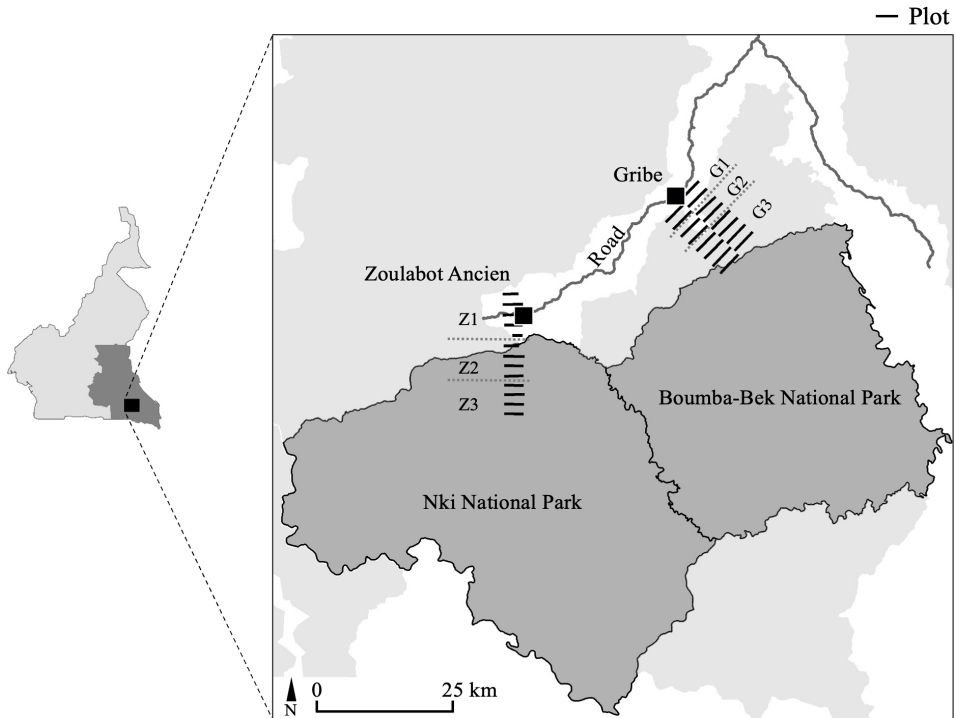 Plot
G1
Gribe
G2
G3
Road
Zoulabot Ancien
Z1
Z2
Boumba-Bek National Park
Z3
Nki National Park
0 25 km
N